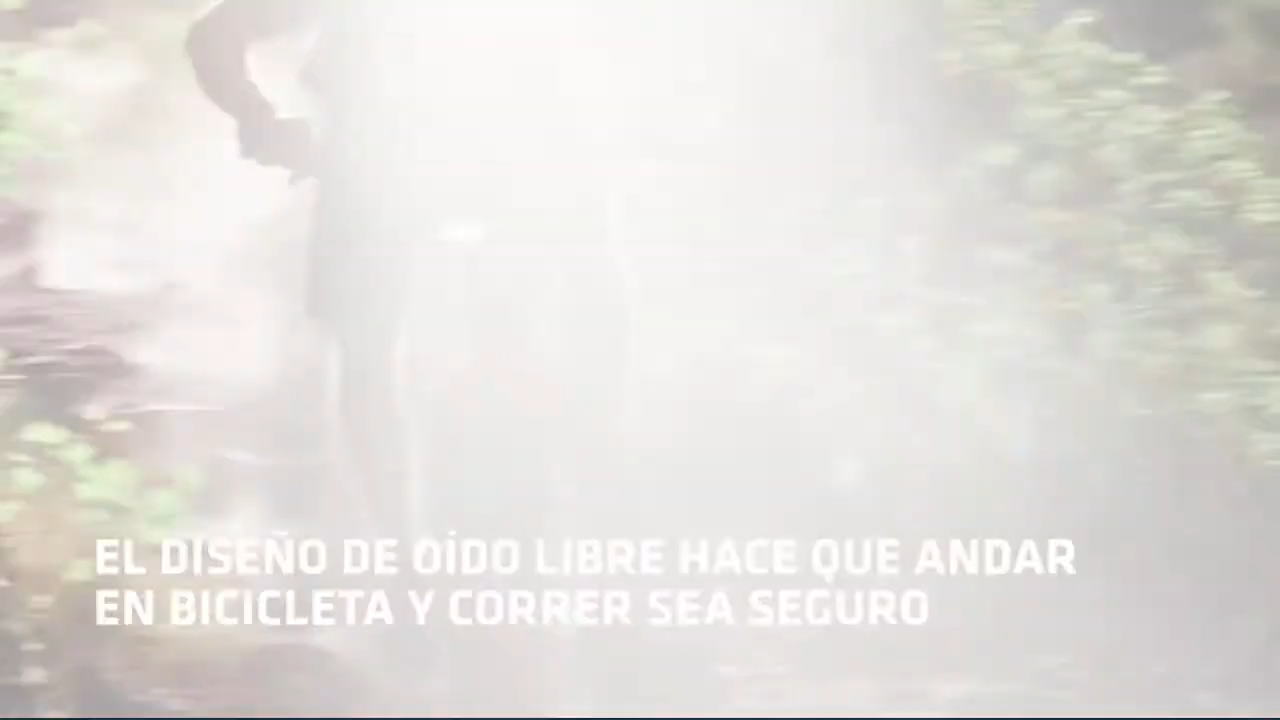 EL DISEÑO DE OÍDO LIBRE HACE QUE ANDAR
EN BICICLETA Y CORRER SEA SEGURO